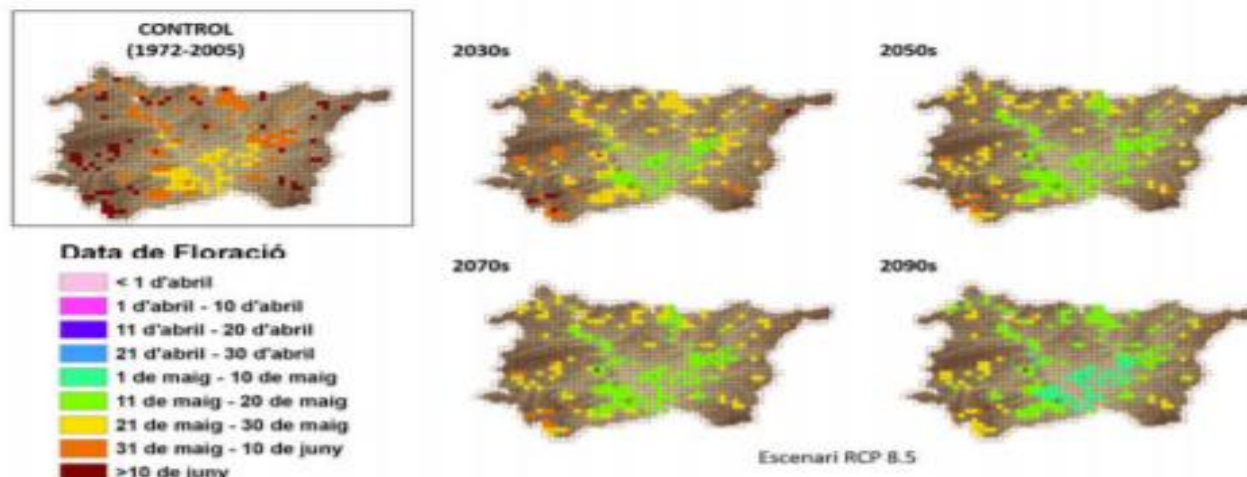 CONTROL
(1972-2005)
2030s
2050s
Data de Floració
< 1 d'abril
1 d'abril - 10 d'abril
11 d'abril - 20 d'abril
21 d'abril - 30 d'abril
1 de maig - 10 de maig
11 de maig - 20 de maig
21 de maig - 30 de maig
31 de maig - 10 de juny
>10 de juny
2070s
2090s
Escenari RCP 8.5